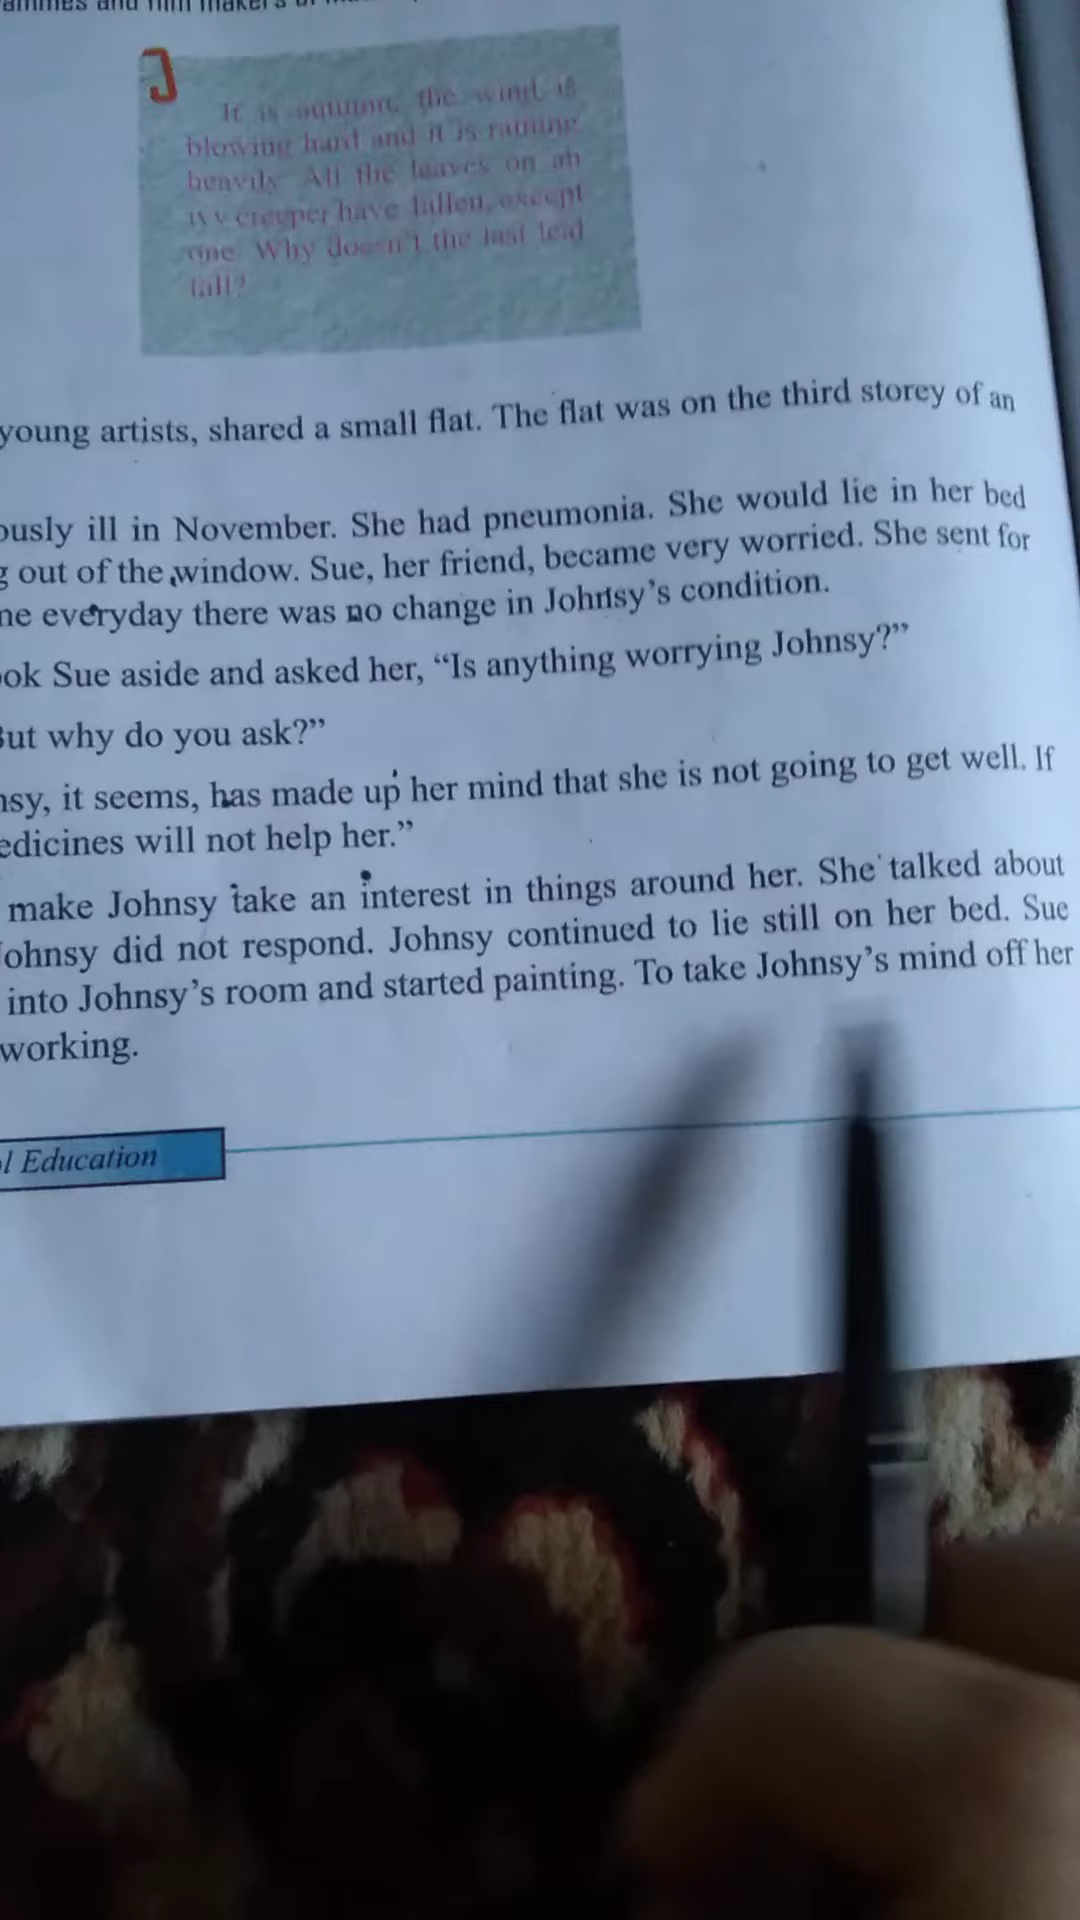 and film makers of
It is autumn, the wind is
blowing hard and it is raining
heavily. All the leaves on an
ivy creeper have fallen, except
one. Why doesn't the last leaf
fall?
young artists, shared a small flat. The flat was on the third storey of an
ously ill in November. She had pneumonia. She would lie in her bed
g out of the window. Sue, her friend, became very worried. She sent for
me everyday there was no change in Johnsy's condition.
ook Sue aside and asked her, “Is anything worrying Johnsy?”
But why do you ask?”
nsy, it seems, has made up her mind that she is not going to get well. If
edicines will not help her.”
make Johnsy take an interest in things around her. She talked about
Johnsy did not respond. Johnsy continued to lie still on her bed. Sue
into Johnsy's room and started painting. To take Johnsy's mind off her
working.
l Education